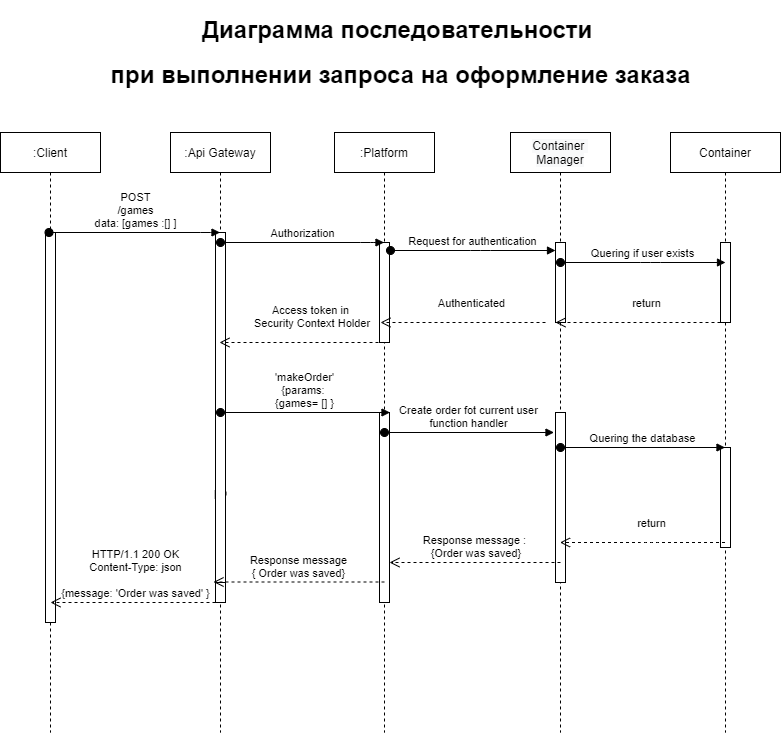 Диаграмма последовательности
при выполнении запроса на оформление заказа
:Client
:Api Gateway
:Platform
Container
Manager
Container
POST
/games
data: [games :[] ]
Authorization
Request for authentication
Quering if user exists
Access token in
Security Context Holder
Authenticated
return
'makeOrder'
{params:
{games= [] }
Create order fot current user
function handler
Quering the database
return
Response message :
{Order was saved}
Response message
{ Order was saved}
HTTP/1.1 200 OK
Content-Type: json
{message: 'Order was saved' }